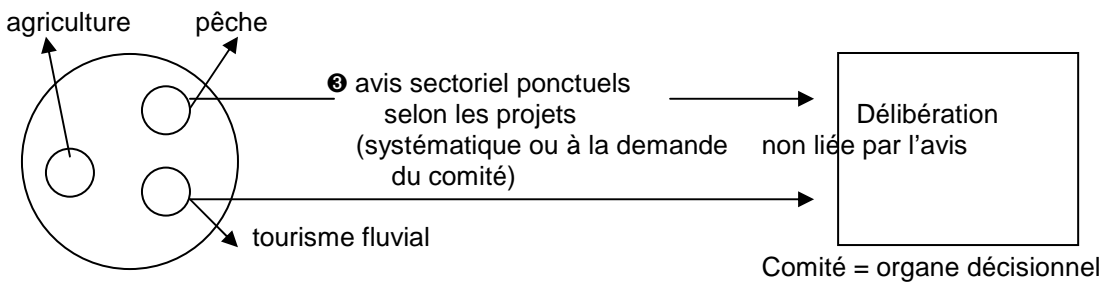 agriculture
pêche
❸ avis sectoriel ponctuels
selon les projets
(systématique ou à la demande
du comité)
Délibération
non liée par l'avis
tourisme fluvial
Comité = organe décisionnel